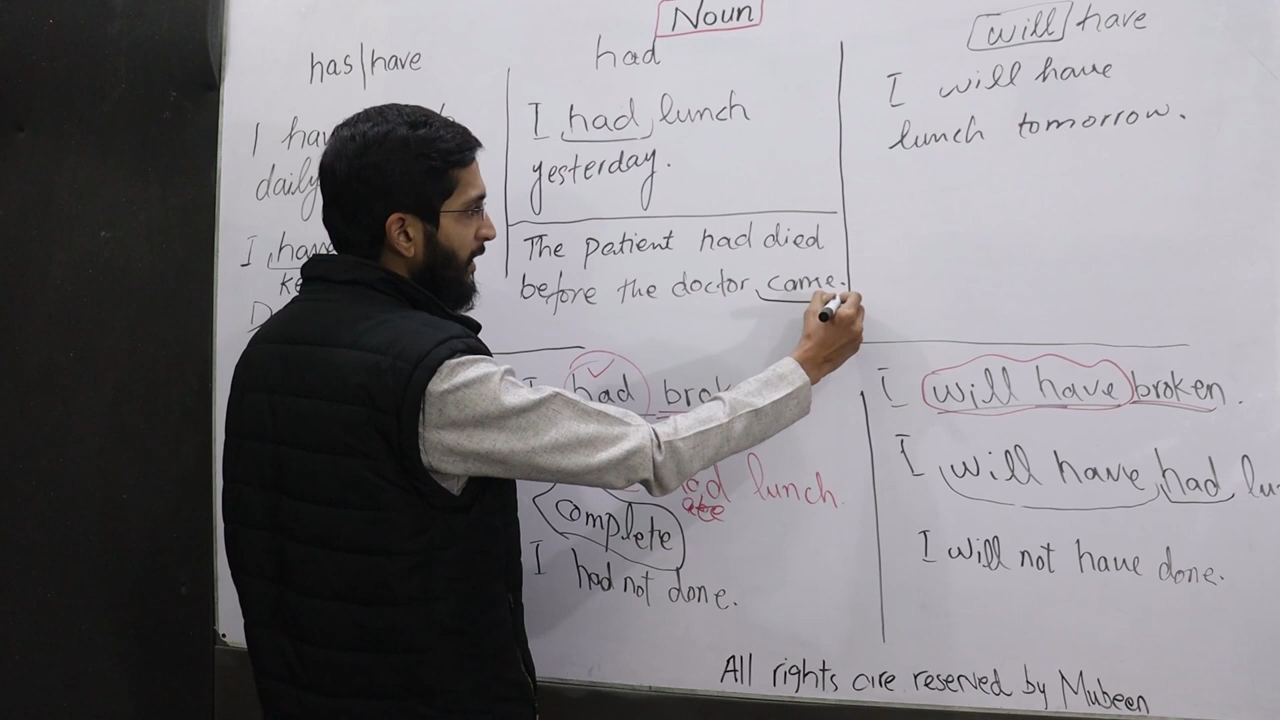 Noun
has/have
I
daily
I
had
I had lunch
yesterday.
The patient had died
before the doctor came.
will/have
I will have
lunch tomorrow.
I had
lunch.
complete
I had not done.
I will have broken.
I will have had
I will not have done.
All rights are reserved by Mubeen